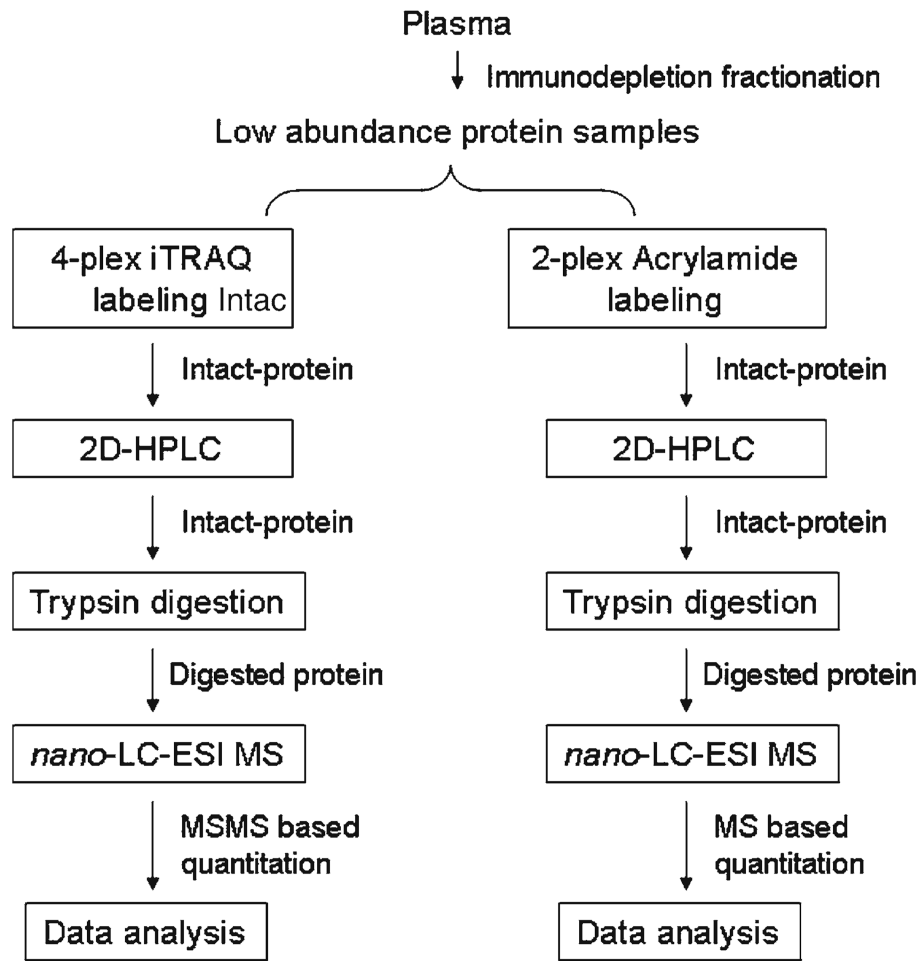 Plasma
Immunodepletion fractionation
Low abundance protein samples
4-plex iTRAQ
labeling Intac
Intact-protein
2D-HPLC
Intact-protein
Trypsin digestion
Digested protein
nano-LC-ESI MS
MSMS based
quantitation
Data analysis
2-plex Acrylamide
labeling
Intact-protein
2D-HPLC
Intact-protein
Trypsin digestion
Digested protein
nano-LC-ESI MS
MS based
quantitation
Data analysis